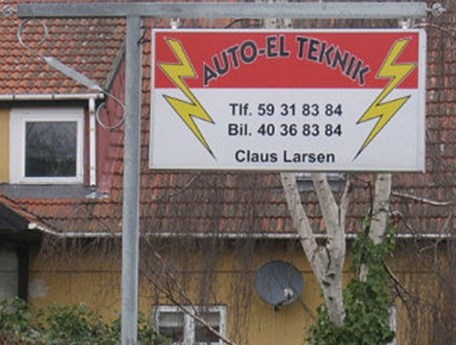 AUTO-EL TEKNIK
Tlf. 59 31 83 84
Bil. 40 36 83 84
Claus Larsen